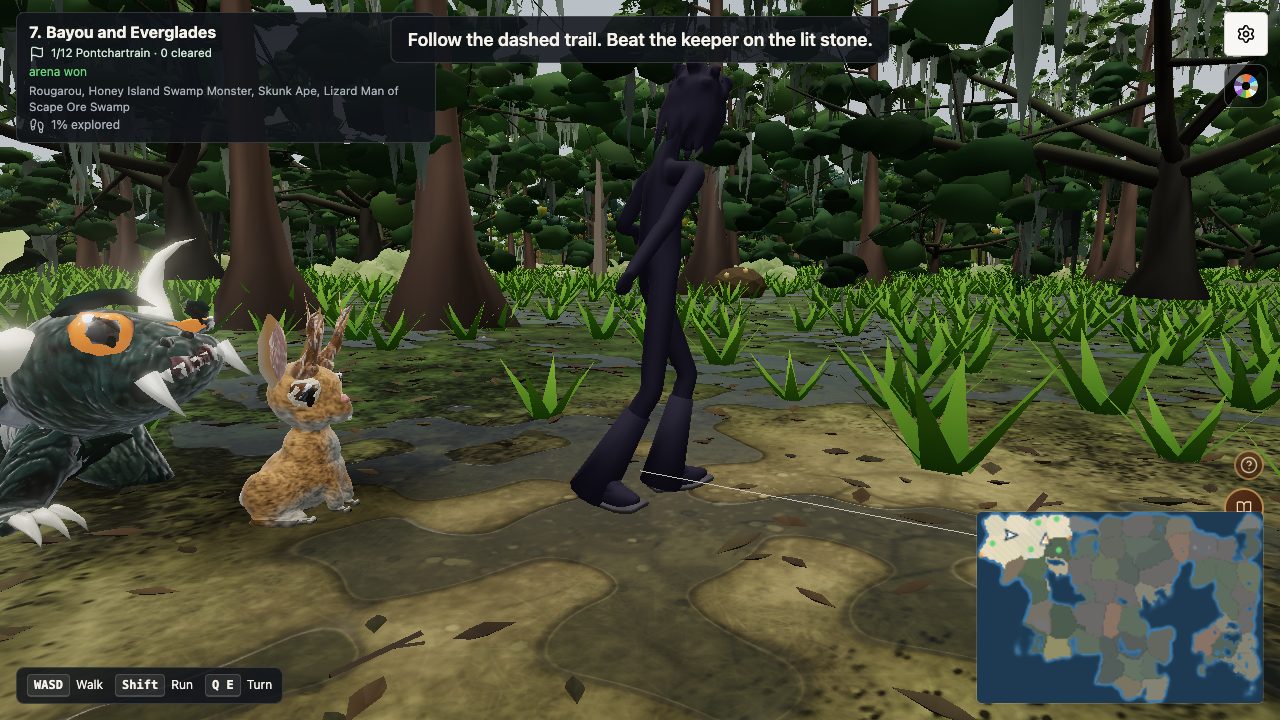 7. Bayou and Everglades
1/12 Pontchartrain · 0 cleared
arena won
Rougarou, Honey Island Swamp Monster, Skunk Ape, Lizard Man of
Scape Ore Swamp
1% explored
Follow the dashed trail. Beat the keeper on the lit stone.
WASD Walk Shift Run Q E Turn
?